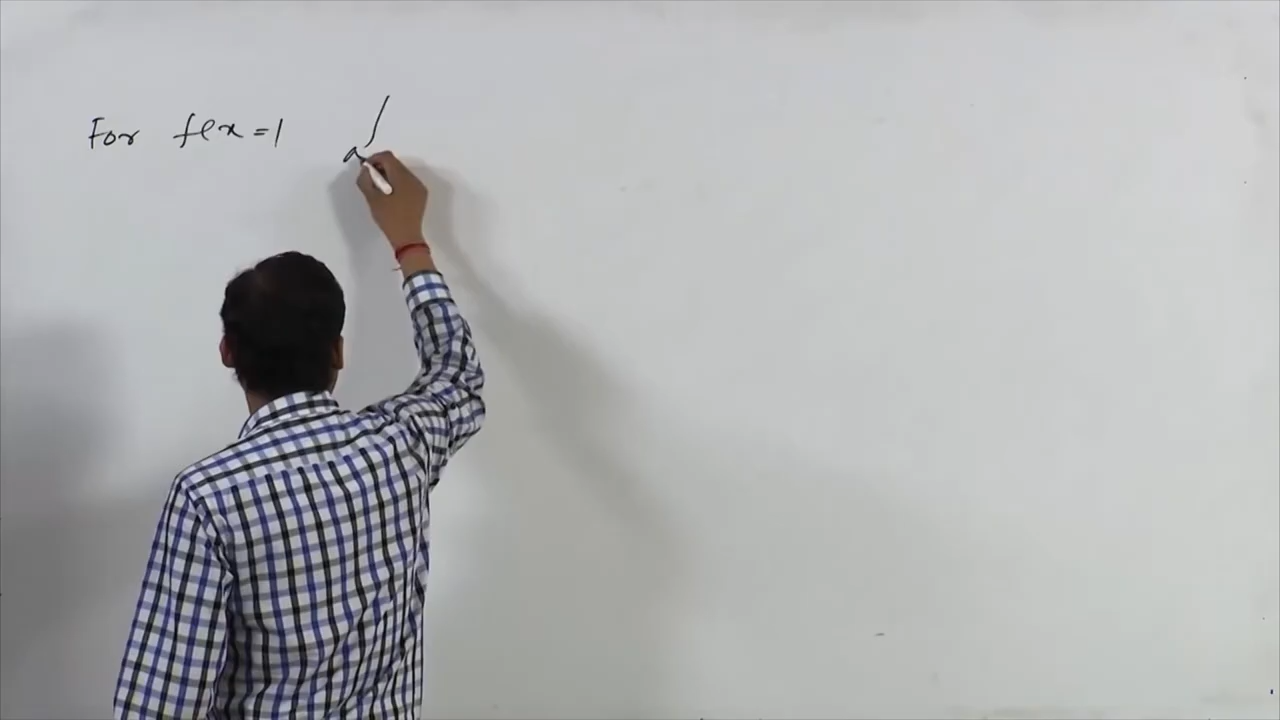 For f(x = 1 ∫a